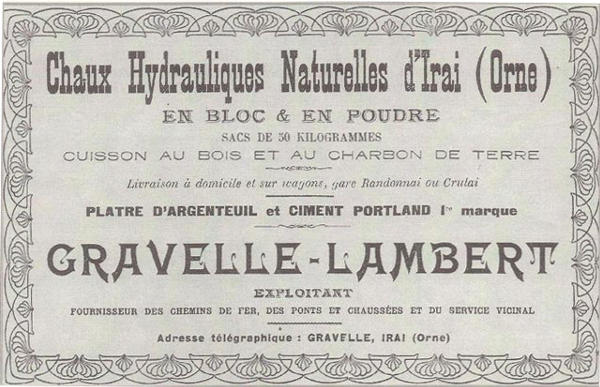 Chaux Hydrauliques Naturelles d'Irai (Orne)
EN BLOC & EN POUDRE
SACS DE 50 KILOGRAMMES
CUISSON AU BOIS ET AU CHARBON DE TERRE
Livraison à domicile et sur wagons, gare Randonnai ou Crulai
PLATRE D'ARGENTEUIL et CIMENT PORTLAND 1re marque
GRAVELLE-LAMBERT
EXPLOITANT
FOURNISSEUR DES CHEMINS DE FER, DES PONTS ET CHAUSSÉES ET DU SERVICE VICINAL
Adresse télégraphique : GRAVELLE, IRAI (Orne)